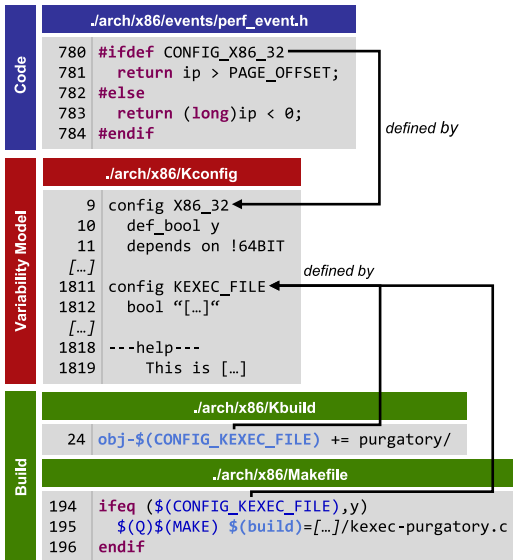 ./arch/x86/events/perf_event.h
Code
780 #ifdef CONFIG_X86_32
781 return ip > PAGE_OFFSET;
782 #else
783 return (long)ip < 0;
784 #endif
defined by
./arch/x86/Kconfig
Variability Model
9 config X86_32
10 def_bool y
11 depends on !64BIT
[…]
defined by
1811 config KEXEC_FILE
1812 bool “[…]“
[…]
1818 ---help---
1819 This is […]
Build
./arch/x86/Kbuild
24 obj-$(CONFIG_KEXEC_FILE) += purgatory/
./arch/x86/Makefile
194 ifeq ($(CONFIG_KEXEC_FILE),y)
195 $(Q)$(MAKE) $(build)=[…]/kexec-purgatory.c
196 endif